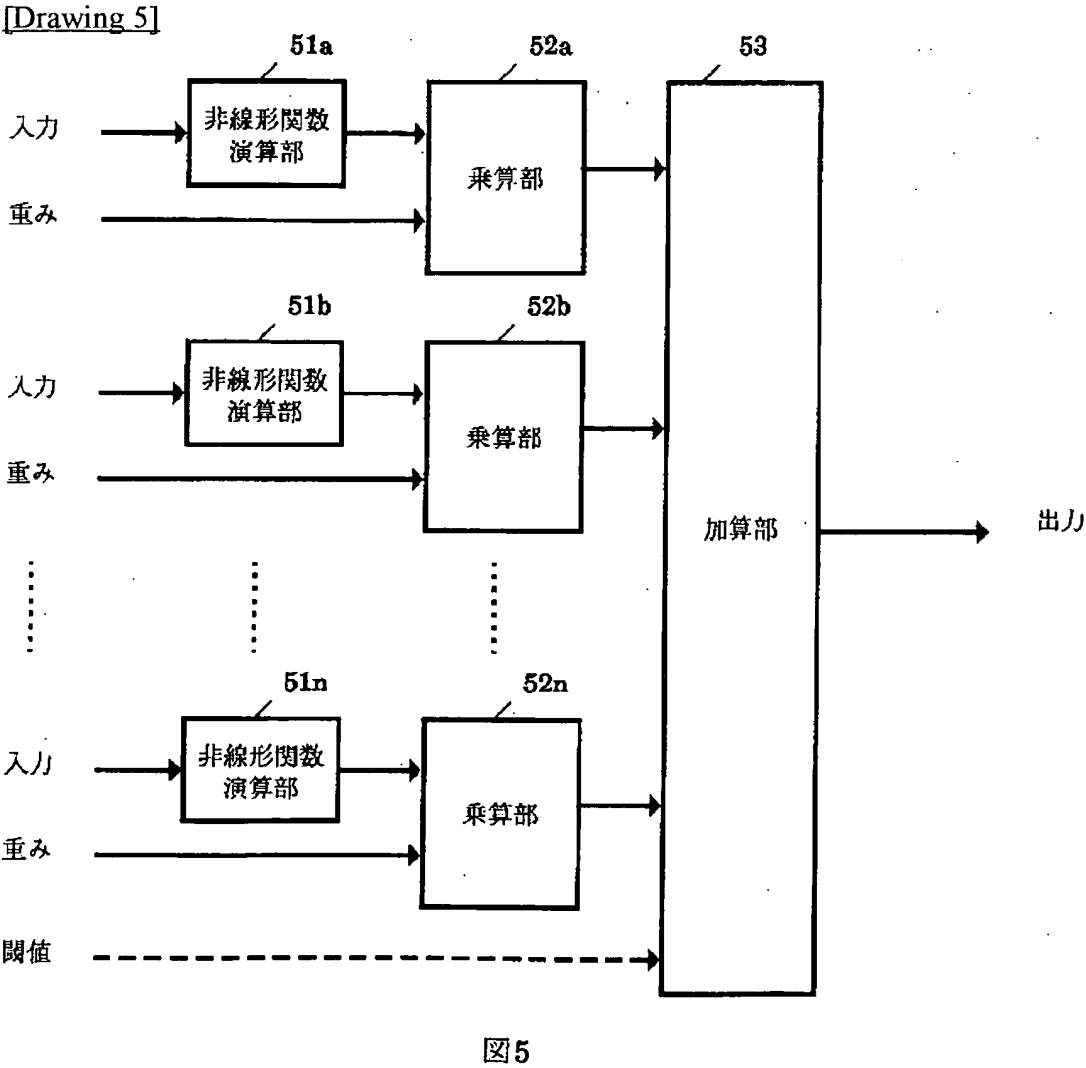 [Drawing 5]
51a
52a
53
入力
非線形関数
演算部
乗算部
重み
51b
52b
入力
非線形関数
演算部
乗算部
重み
加算部
出力
51n
52n
入力
非線形関数
演算部
乗算部
重み
閾値
図5